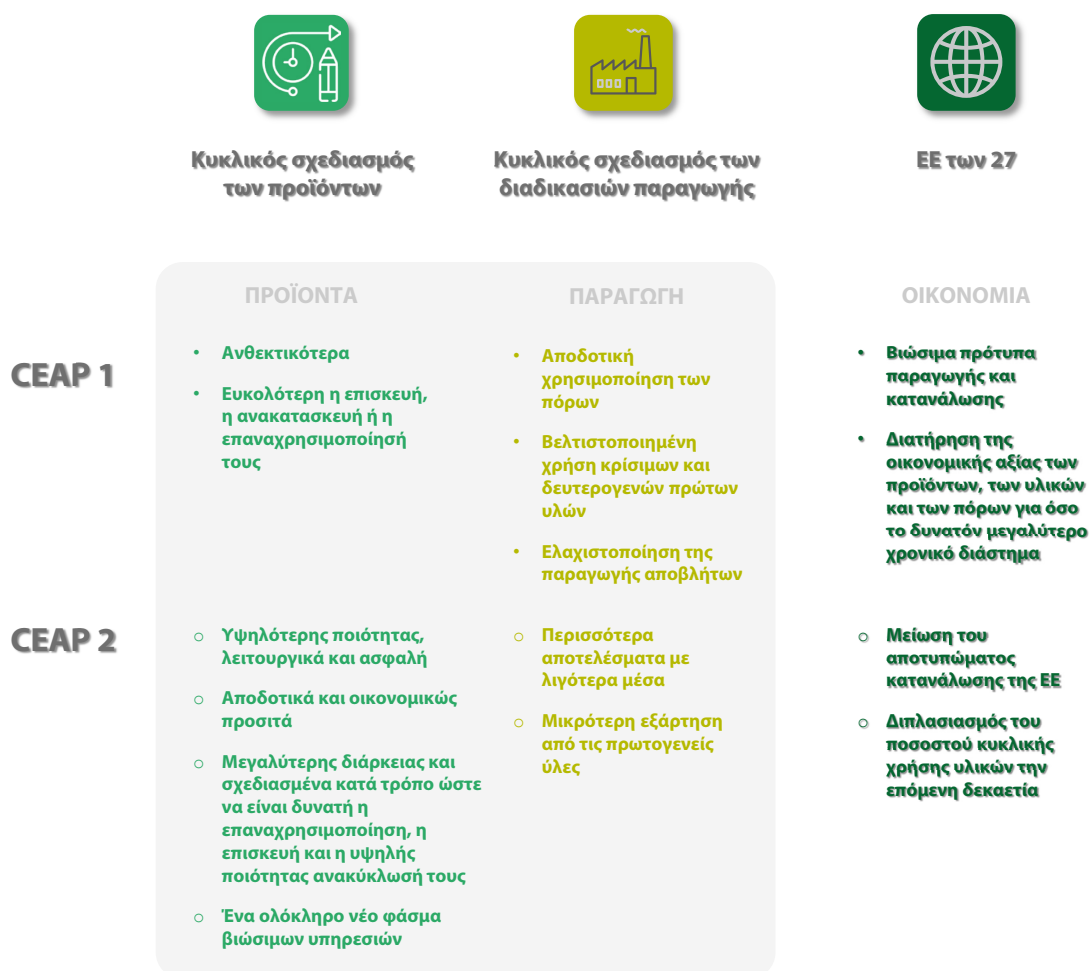 Κυκλικός σχεδιασμός
των προϊόντων
Κυκλικός σχεδιασμός των
διαδικασιών παραγωγής
ΕΕ των 27
ΠΡΟΪΟΝΤΑ
ΠΑΡΑΓΩΓΗ
ΟΙΚΟΝΟΜΙΑ
CEAP 1
• Ανθεκτικότερα
• Ευκολότερη η επισκευή,
η ανακατασκευή ή η
επαναχρησιμοποίησή
τους
• Αποδοτική
χρησιμοποίηση των
πόρων
• Βελτιστοποιημένη
χρήση κρίσιμων και
δευτερογενών πρώτων
υλών
• Ελαχιστοποίηση της
παραγωγής αποβλήτων
• Βιώσιμα πρότυπα
παραγωγής και
κατανάλωσης
• Διατήρηση της
οικονομικής αξίας των
προϊόντων, των υλικών
και των πόρων για όσο
το δυνατόν μεγαλύτερο
χρονικό διάστημα
CEAP 2
○ Υψηλότερης ποιότητας,
λειτουργικά και ασφαλή
○ Αποδοτικά και οικονομικώς
προσιτά
○ Μεγαλύτερης διάρκειας και
σχεδιασμένα κατά τρόπο ώστε
να είναι δυνατή η
επαναχρησιμοποίηση, η
επισκευή και η υψηλής
ποιότητας ανακύκλωσή τους
○ Ένα ολόκληρο νέο φάσμα
βιώσιμων υπηρεσιών
○ Περισσότερα
αποτελέσματα με
λιγότερα μέσα
○ Μικρότερη εξάρτηση
από τις πρωτογενείς
ύλες
○ Μείωση του
αποτυπώματος
κατανάλωσης της ΕΕ
○ Διπλασιασμός του
ποσοστού κυκλικής
χρήσης υλικών την
επόμενη δεκαετία